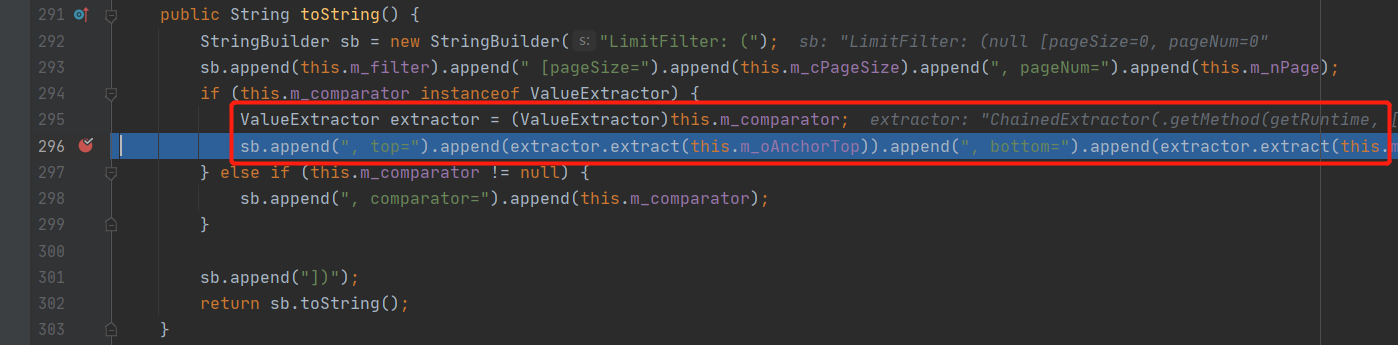 291 public String toString() {
292 StringBuilder sb = new StringBuilder( s: "LimitFilter: ("); sb: "LimitFilter: (null [pageSize=0, pageNum=0"
293 sb.append(this.m_filter).append(" [pageSize=").append(this.m_cPageSize).append(", pageNum=").append(this.m_nPage);
294 if (this.m_comparator instanceof ValueExtractor) {
295 ValueExtractor extractor = (ValueExtractor)this.m_comparator; extractor: "ChainedExtractor(.getMethod(getRuntime, [
296 sb.append(", top=").append(extractor.extract(this.m_oAnchorTop)).append(", bottom=").append(extractor.extract(this.m
297 } else if (this.m_comparator != null) {
298 sb.append(", comparator=").append(this.m_comparator);
299 }
300
301 sb.append("])");
302 return sb.toString();
303 }